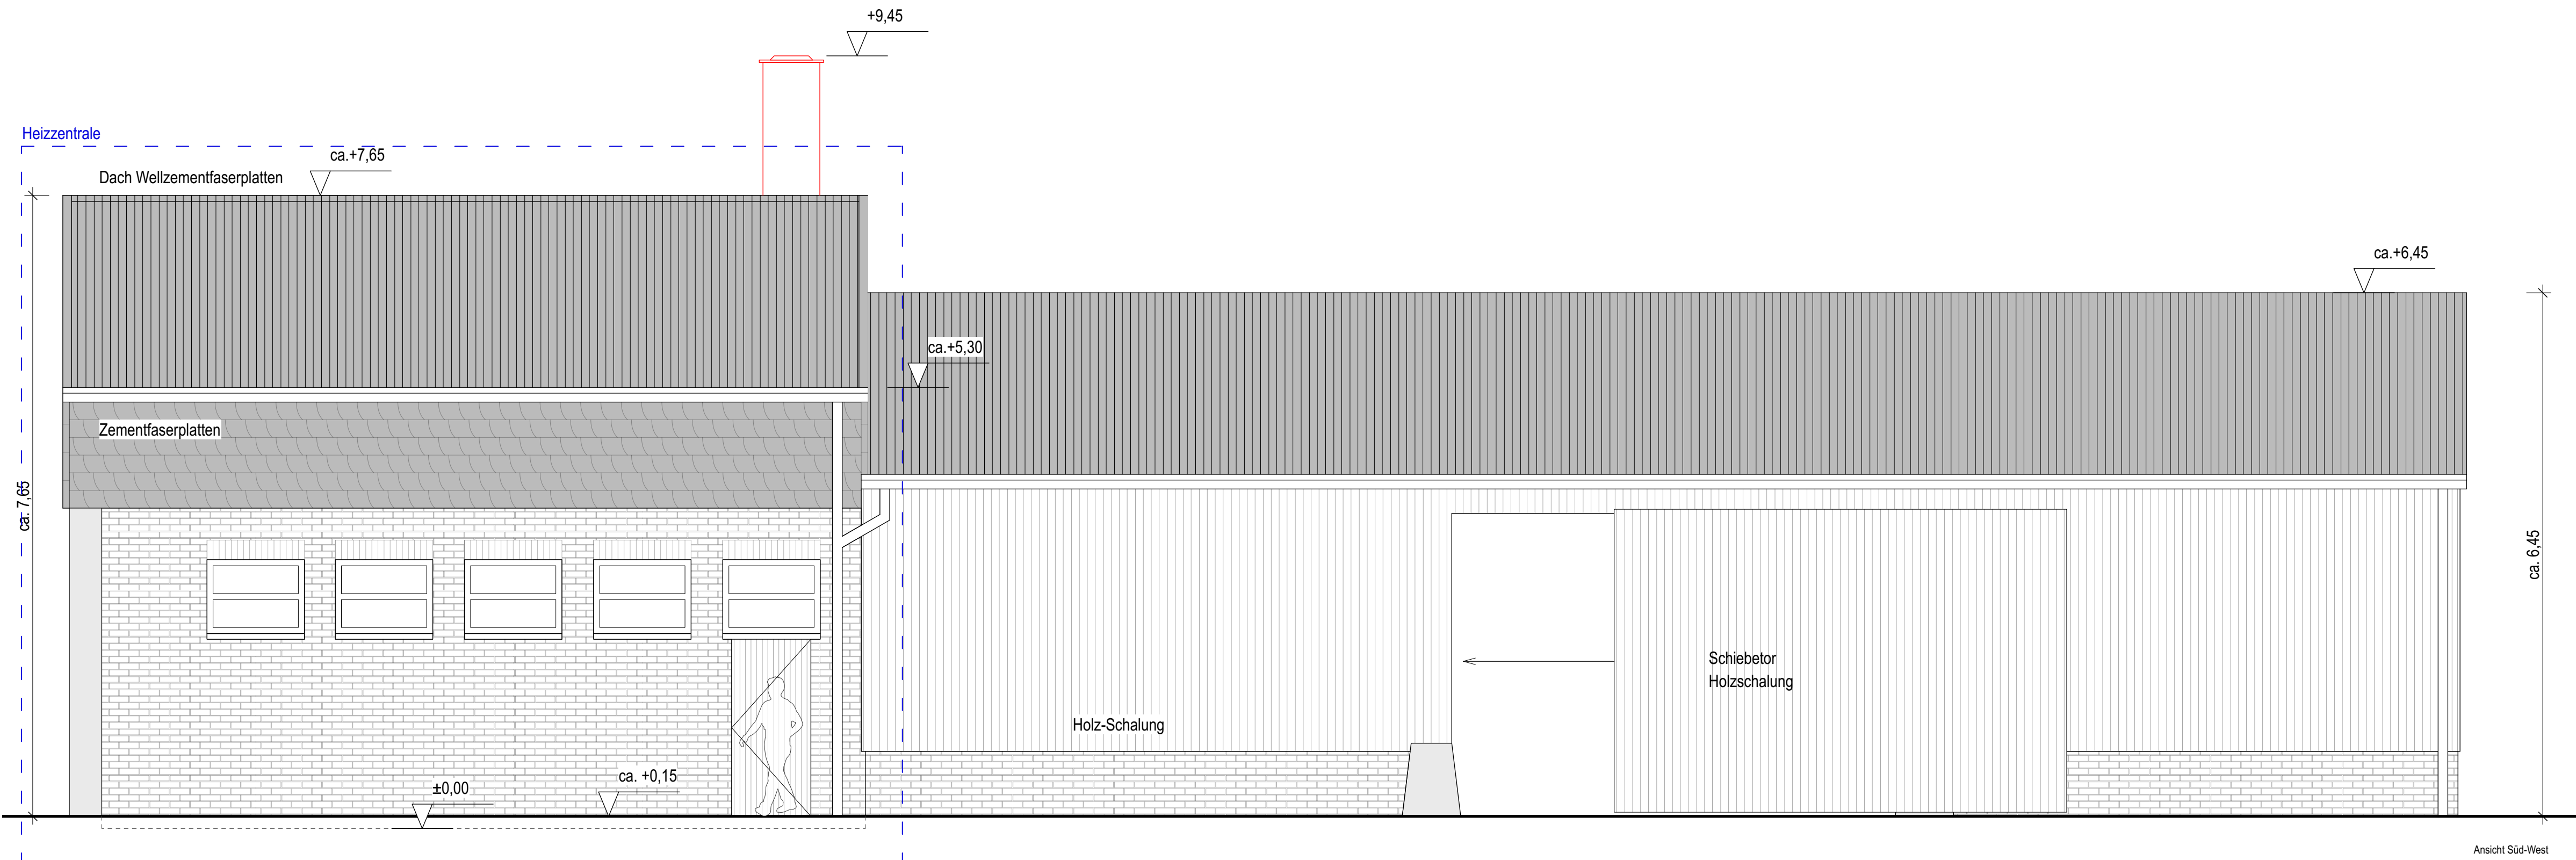 +9,45
Heizzentrale
ca.+7,65
Dach Wellzementfaserplatten
ca.+6,45
ca.+5,30
Zementfaserplatten
ca. 7,65
ca. 6,45
Schiebetor
Holzschalung
Holz-Schalung
ca. +0,15
±0,00
Ansicht Süd-West